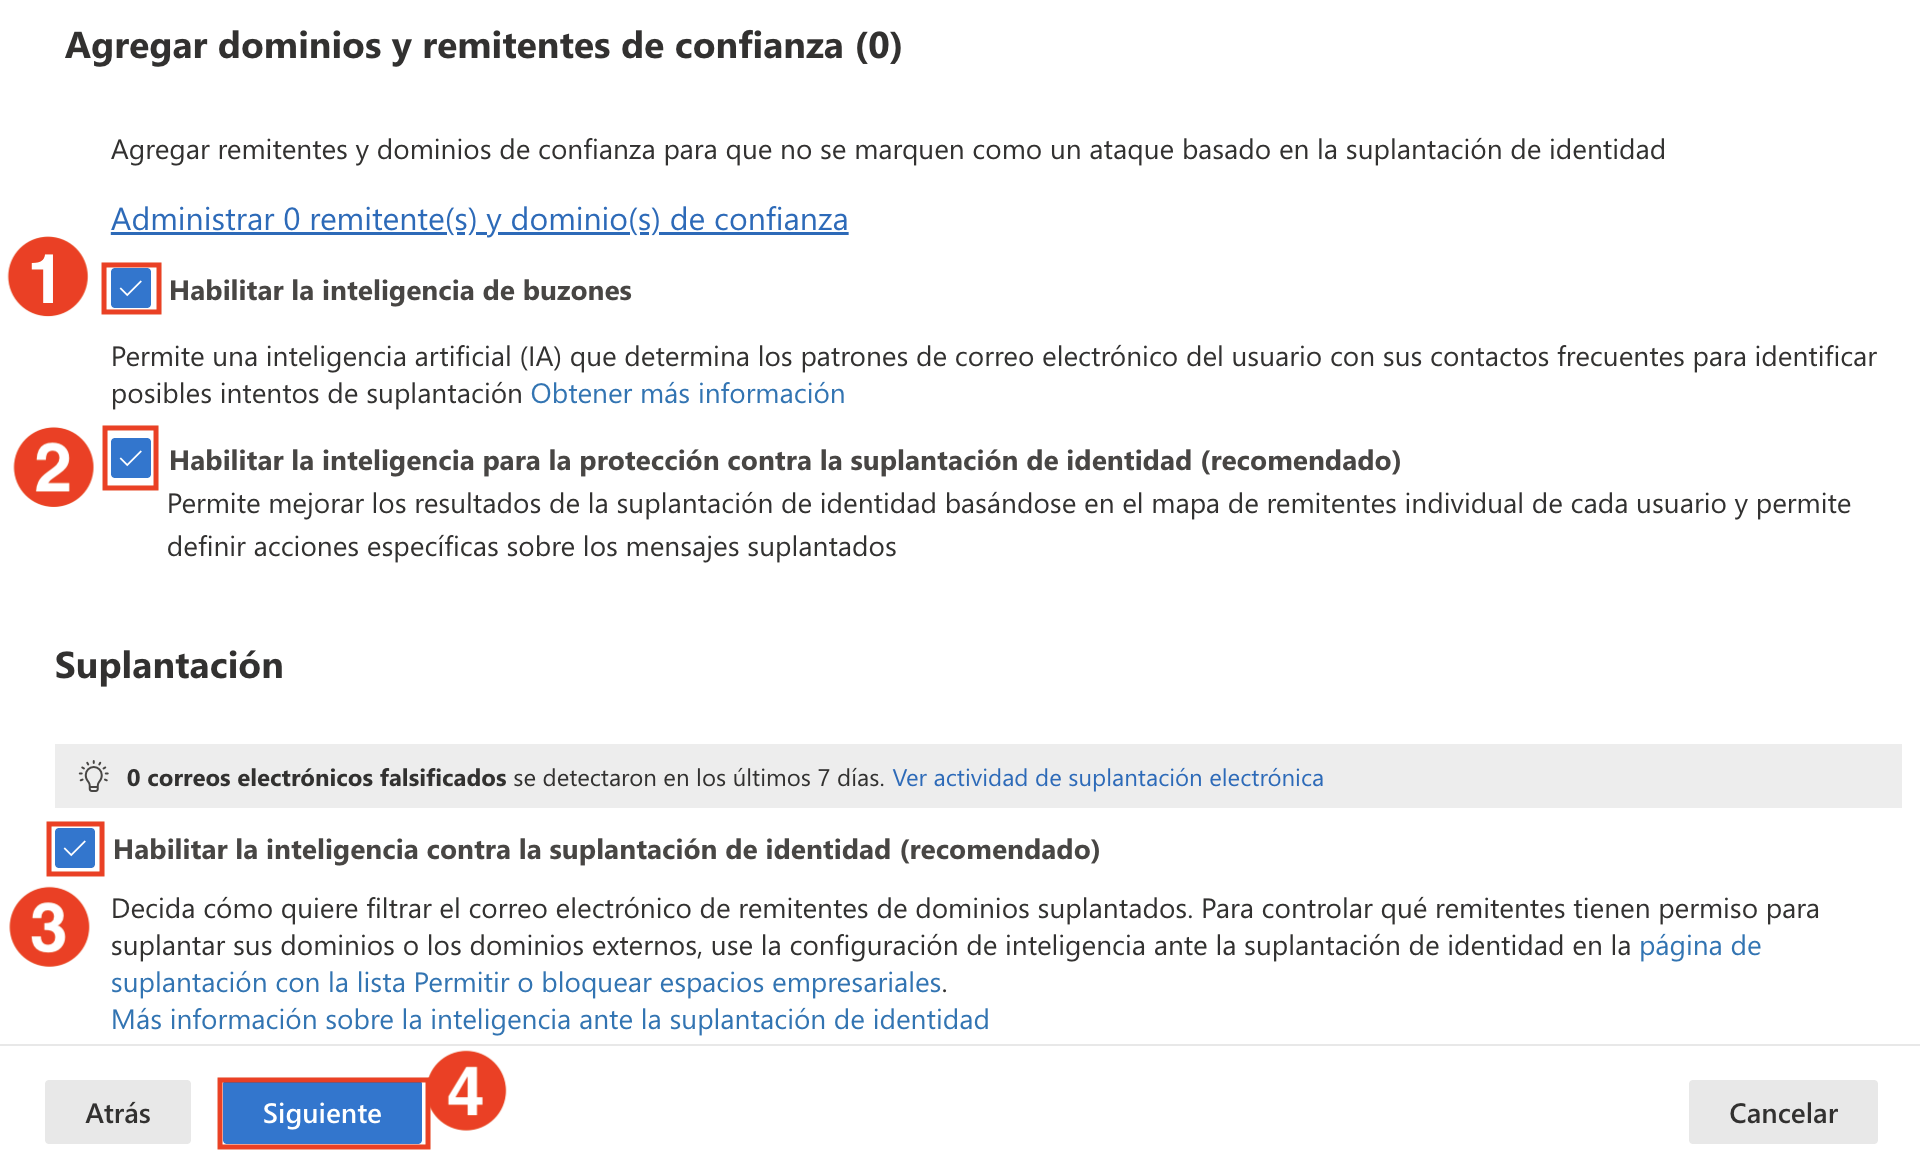 Agregar dominios y remitentes de confianza (0)
Agregar remitentes y dominios de confianza para que no se marquen como un ataque basado en la suplantación de identidad
Administrar 0 remitente(s) y dominio(s) de confianza
1
Habilitar la inteligencia de buzones
Permite una inteligencia artificial (IA) que determina los patrones de correo electrónico del usuario con sus contactos frecuentes para identificar
posibles intentos de suplantación Obtener más información
2
Habilitar la inteligencia para la protección contra la suplantación de identidad (recomendado)
Permite mejorar los resultados de la suplantación de identidad basándose en el mapa de remitentes individual de cada usuario y permite
definir acciones específicas sobre los mensajes suplantados
Suplantación
0 correos electrónicos falsificados se detectaron en los últimos 7 días. Ver actividad de suplantación electrónica
Habilitar la inteligencia contra la suplantación de identidad (recomendado)
3
Decida cómo quiere filtrar el correo electrónico de remitentes de dominios suplantados. Para controlar qué remitentes tienen permiso para
suplantar sus dominios o los dominios externos, use la configuración de inteligencia ante la suplantación de identidad en la página de
suplantación con la lista Permitir o bloquear espacios empresariales.
Más información sobre la inteligencia ante la suplantación de identidad
Atrás
Siguiente
4
Cancelar